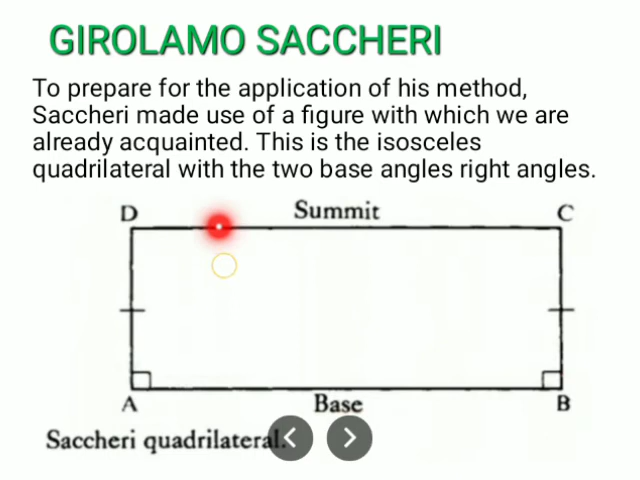 GIROLAMO SACCHERI
To prepare for the application of his method,
Saccheri made use of a figure with which we are
already acquainted. This is the isosceles
quadrilateral with the two base angles right angles.
D Summit C
A Base B
Saccheri quadrilateral.